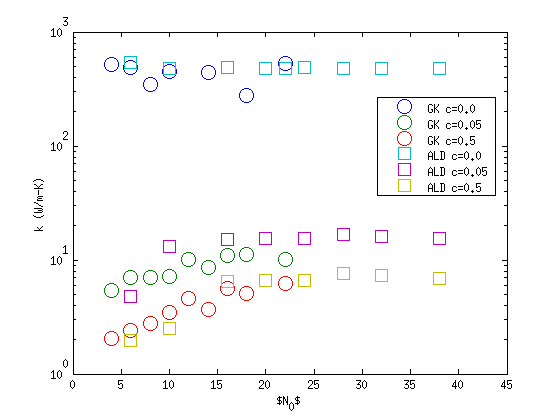 10^3
10^2
10^1
10^0
k (W/m-K)
GK c=0.0
GK c=0.05
GK c=0.5
ALD c=0.0
ALD c=0.05
ALD c=0.5
0 5 10 15 20 25 30 35 40 45
$N_0$